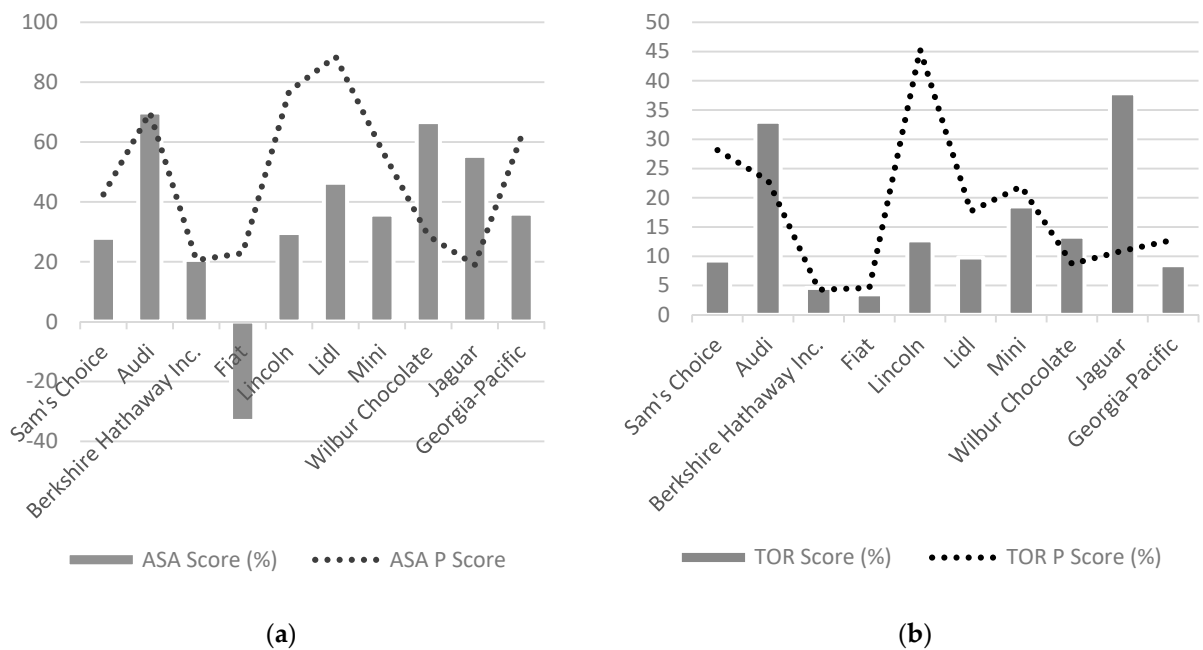 100
80
60
40
20
0
-20
-40
Sam's Choice
Audi
Berkshire Hathaway Inc.
Fiat
Lincoln
Lidl
Mini
Wilbur Chocolate
Jaguar
Georgia-Pacific
ASA Score (%) ASA P Score
(a)
50
45
40
35
30
25
20
15
10
5
0
Sam's Choice
Audi
Berkshire Hathaway Inc.
Fiat
Lincoln
Lidl
Mini
Wilbur Chocolate
Jaguar
Georgia-Pacific
TOR Score (%) TOR P Score (%)
(b)